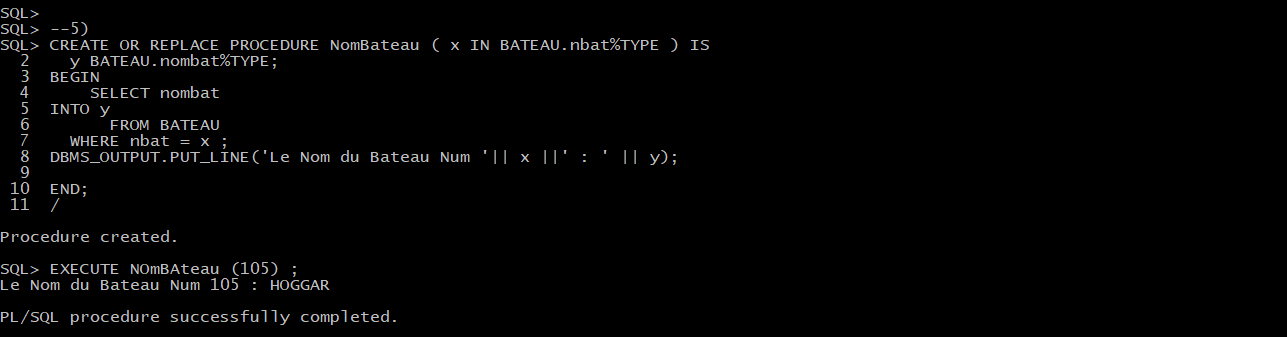 SQL>
SQL> --5)
SQL> CREATE OR REPLACE PROCEDURE NomBateau ( x IN BATEAU.nbat%TYPE ) IS
  2    y BATEAU.nombat%TYPE;
  3  BEGIN
  4      SELECT nombat
  5  INTO y
  6        FROM BATEAU
  7    WHERE nbat = x ;
  8  DBMS_OUTPUT.PUT_LINE('Le Nom du Bateau Num '|| x ||' : ' || y);
  9
 10  END;
 11  /
Procedure created.
SQL> EXECUTE NOmBAteau (105) ;
Le Nom du Bateau Num 105 : HOGGAR
PL/SQL procedure successfully completed.